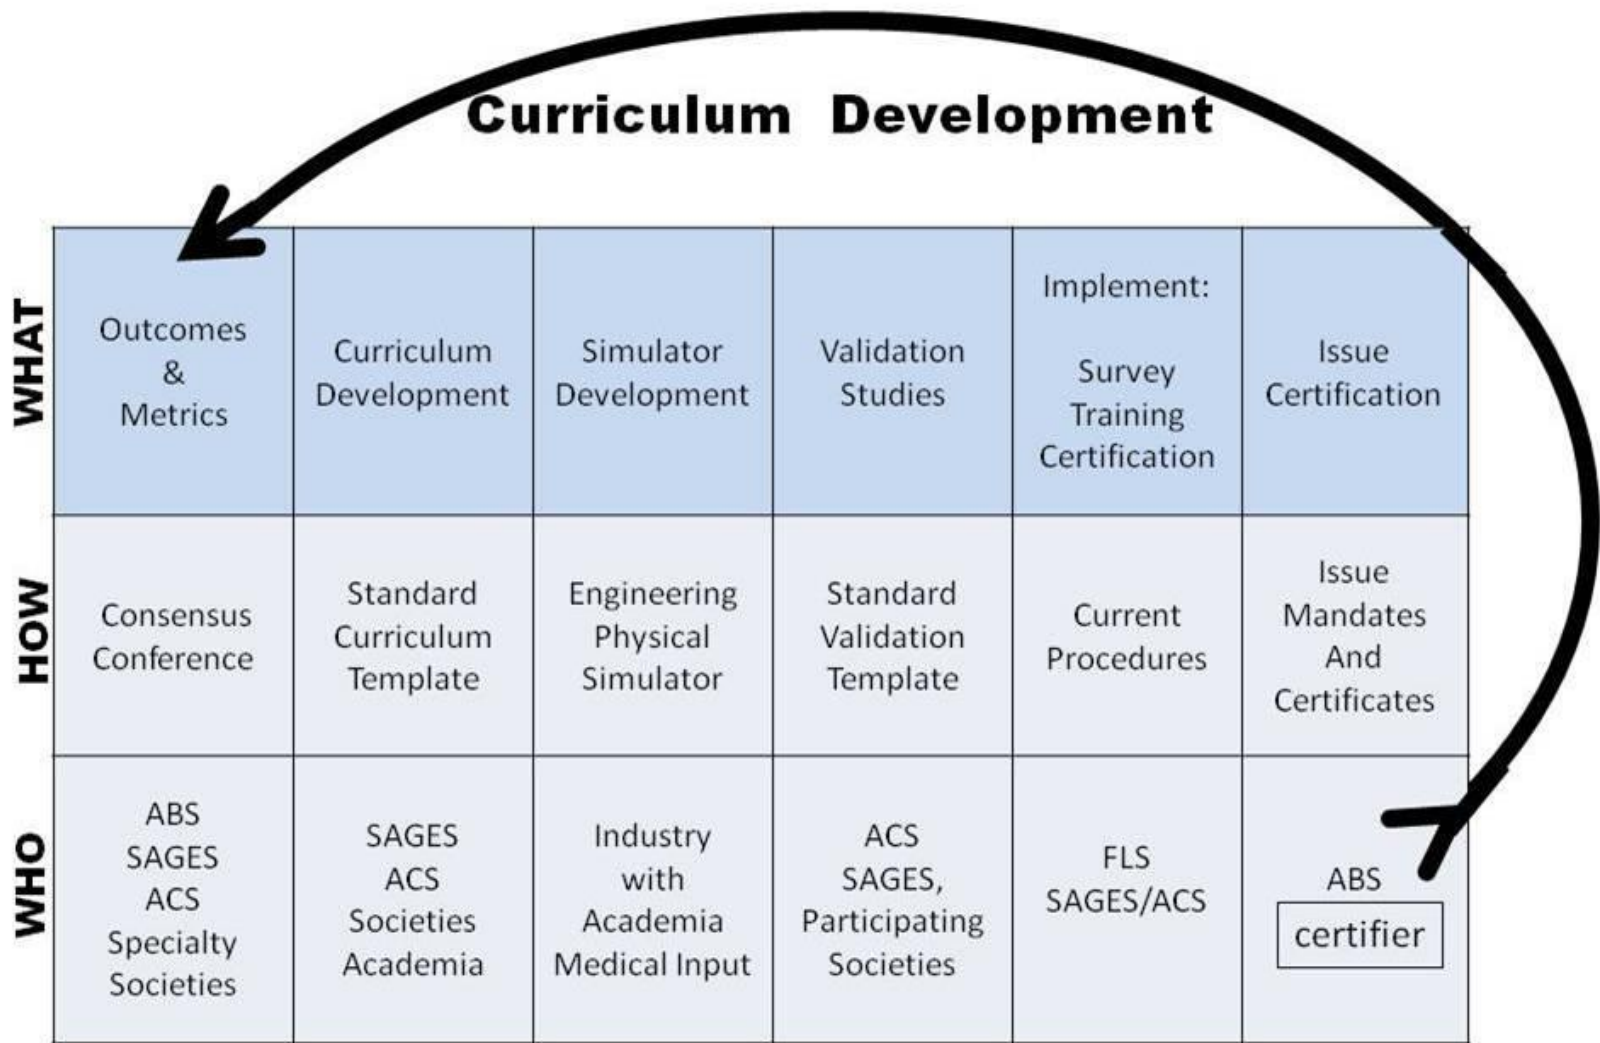 Curriculum Development
WHAT
Outcomes
&
Metrics
Curriculum
Development
Simulator
Development
Validation
Studies
Implement:
Survey
Training
Certification
Issue
Certification
HOW
Consensus
Conference
Standard
Curriculum
Template
Engineering
Physical
Simulator
Standard
Validation
Template
Current
Procedures
Issue
Mandates
And
Certificates
WHO
ABS
SAGES
ACS
Specialty
Societies
SAGES
ACS
Societies
Academia
Industry
with
Academia
Medical Input
ACS
SAGES,
Participating
Societies
FLS
SAGES/ACS
ABS
certifier